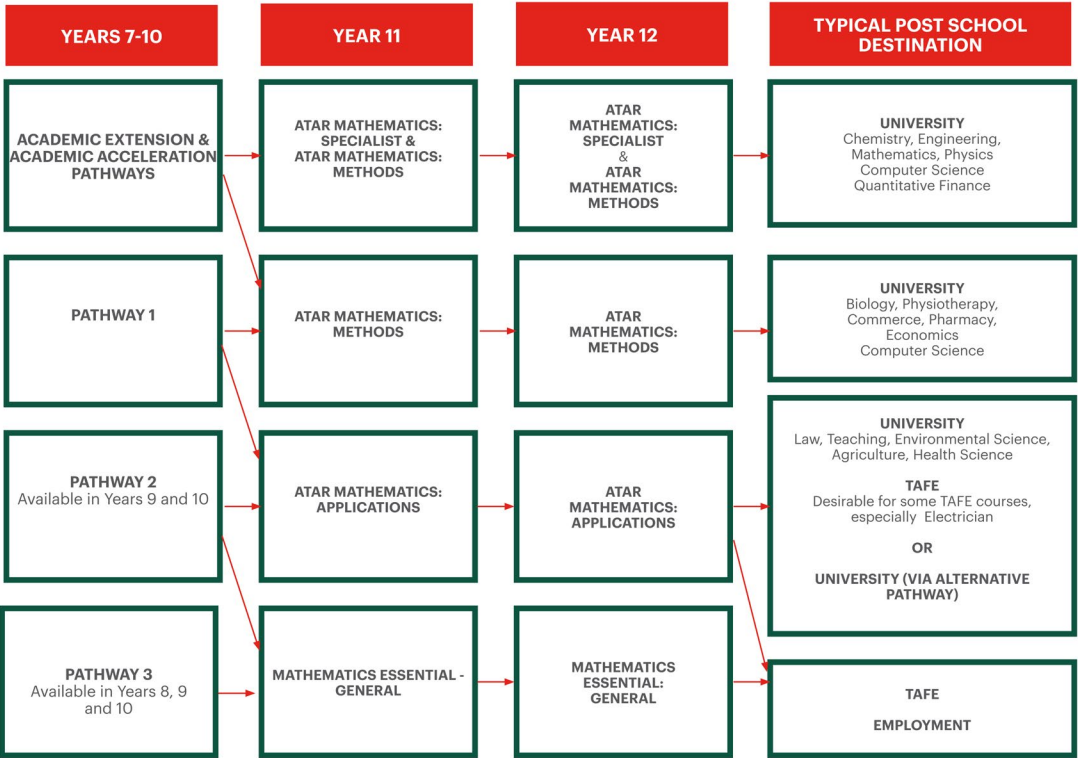 YEARS 7-10
YEAR 11
YEAR 12
TYPICAL POST SCHOOL
DESTINATION
ACADEMIC EXTENSION &
ACADEMIC ACCELERATION
PATHWAYS
ATAR MATHEMATICS:
SPECIALIST &
ATAR MATHEMATICS:
METHODS
ATAR
MATHEMATICS:
SPECIALIST
&
ATAR
MATHEMATICS:
METHODS
UNIVERSITY
Chemistry, Engineering,
Mathematics, Physics
Computer Science
Quantitative Finance
PATHWAY 1
ATAR MATHEMATICS:
METHODS
ATAR
MATHEMATICS:
METHODS
UNIVERSITY
Biology, Physiotherapy,
Commerce, Pharmacy,
Economics
Computer Science
PATHWAY 2
Available in Years 9 and 10
ATAR MATHEMATICS:
APPLICATIONS
ATAR
MATHEMATICS:
APPLICATIONS
UNIVERSITY
Law, Teaching, Environmental Science,
Agriculture, Health Science
TAFE
Desirable for some TAFE courses,
especially Electrician
OR
UNIVERSITY (VIA ALTERNATIVE
PATHWAY)
PATHWAY 3
Available in Years 8, 9
and 10
MATHEMATICS ESSENTIAL -
GENERAL
MATHEMATICS
ESSENTIAL:
GENERAL
TAFE
EMPLOYMENT